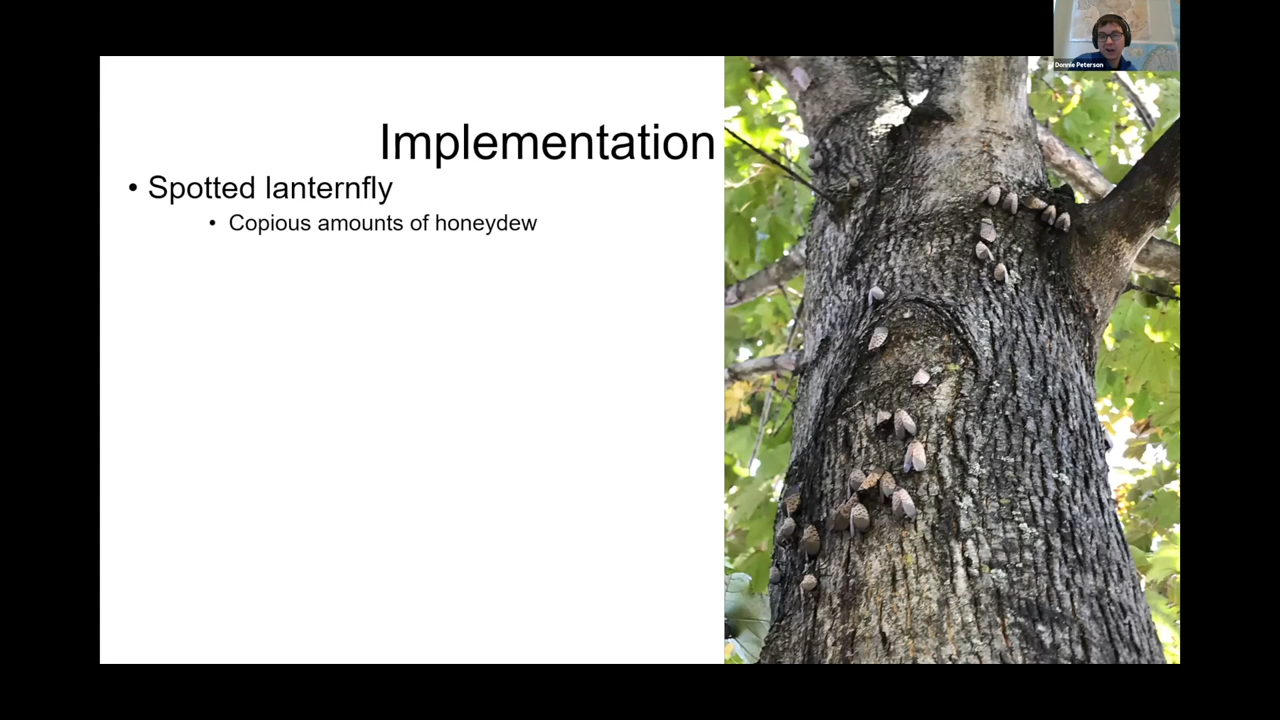 Donnie Peterson
Implementation
• Spotted lanternfly
• Copious amounts of honeydew